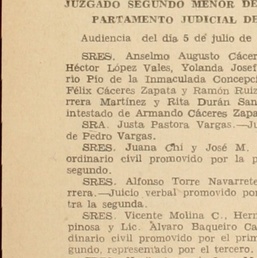 JUZGADO SEGUNDO MENOR DE
PARTAMENTO JUDICIAL DE
Audiencia del día 5 de julio de
SRES. Anselmo Augusto Cácer
Héctor López Vales, Yolanda Josef
rio Pío de la Inmaculada Concepci
Félix Cáceres Zapata y Ramón Ruiz
rrera Martínez y Rita Durán San
intestado de Armando Cáceres Zapa
SRA. Justa Pastora Vargas.—Ju
de Pedro Vargas.
SRES. Juana Chi y José M.
ordinario civil promovido por la p
segundo.
SRES. Alfonso Torre Navarrete
rrera.—Juicio verbal promovido por
tra la segunda.
SRES. Vicente Molina C., Hern
pinosa y Lic. Alvaro Baqueiro Ca
dinario civil promovido por el prim
gundo, representado por el tercero.